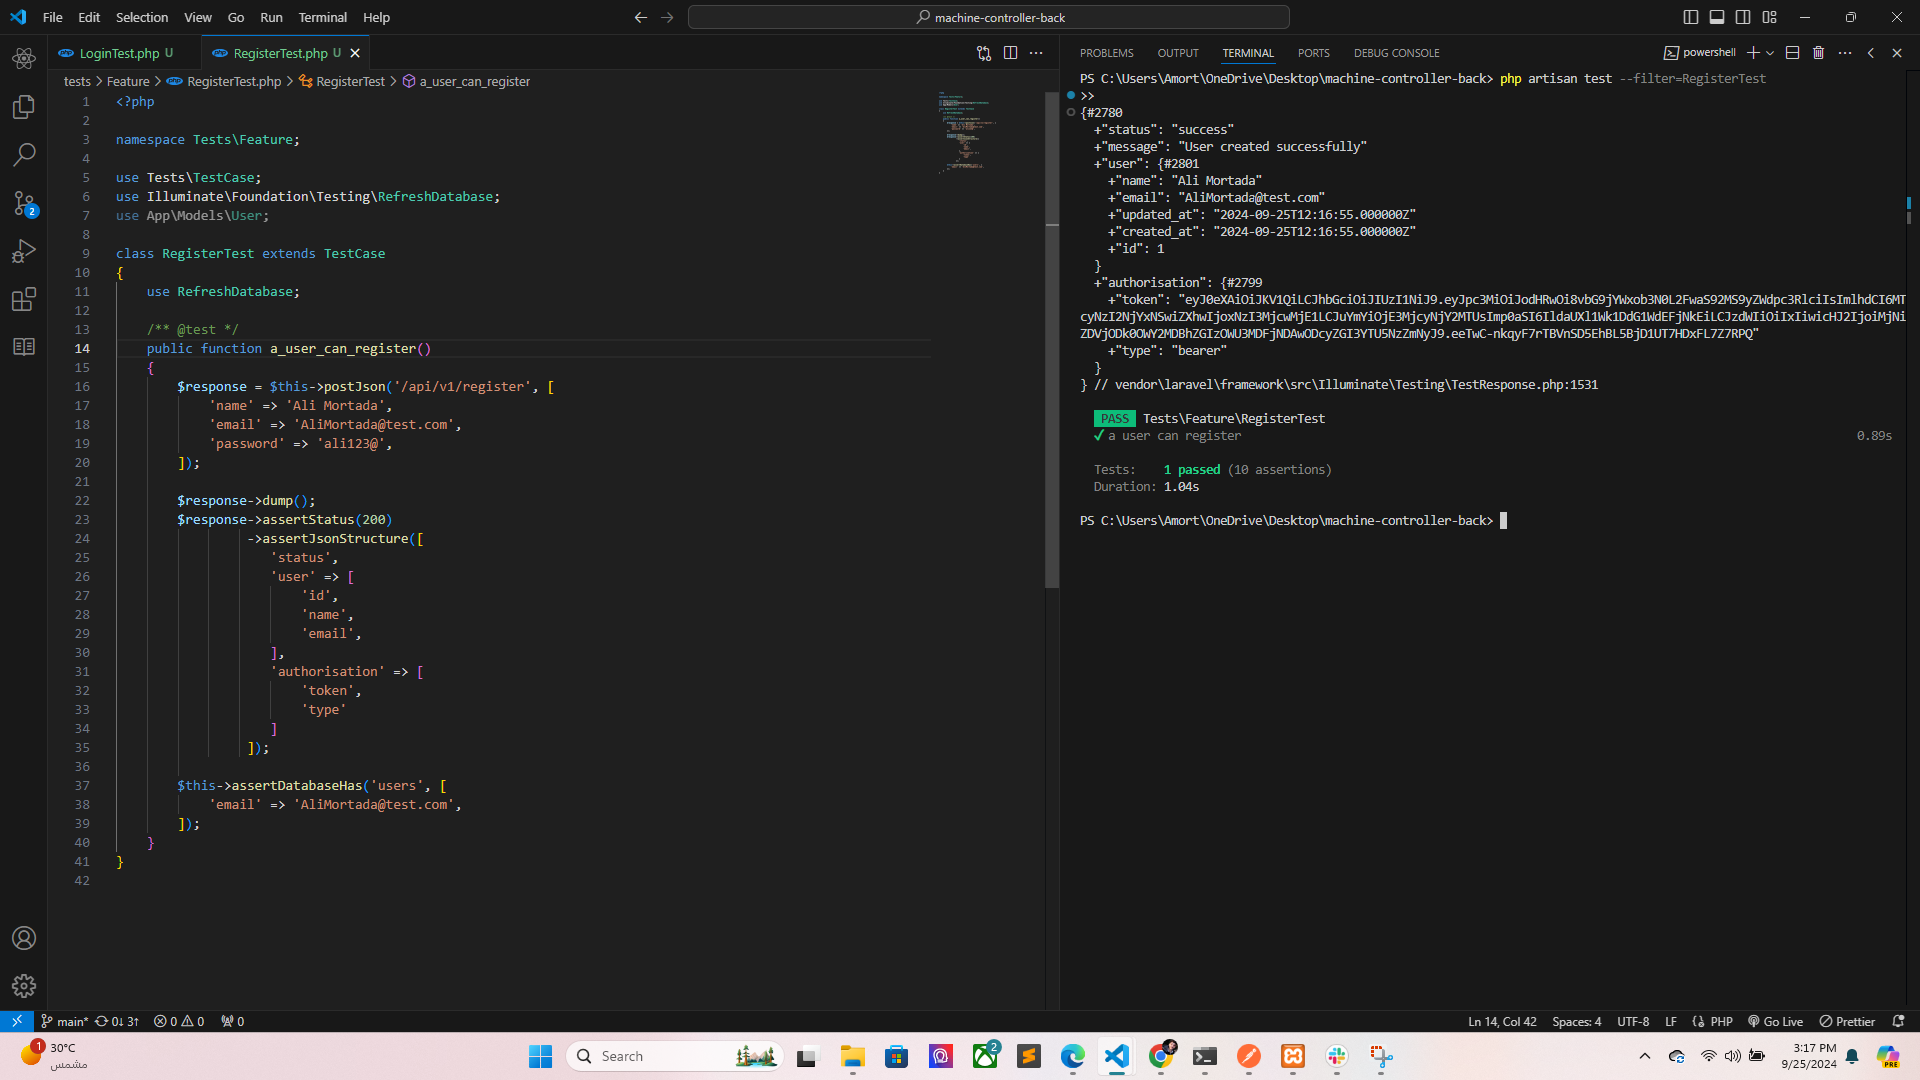 File Edit Selection View Go Run Terminal Help
machine-controller-back
LoginTest.php U
RegisterTest.php U
tests > Feature > RegisterTest.php > RegisterTest > a_user_can_register
1 <?php
2
3 namespace Tests\Feature;
4
5 use Tests\TestCase;
6 use Illuminate\Foundation\Testing\RefreshDatabase;
7 use App\Models\User;
8
9 class RegisterTest extends TestCase
10 {
11 use RefreshDatabase;
12
13 /** @test */
14 public function a_user_can_register()
15 {
16 $response = $this->postJson('/api/v1/register', [
17 'name' => 'Ali Mortada',
18 'email' => 'AliMortada@test.com',
19 'password' => 'ali123@',
20 ]);
21
22 $response->dump();
23 $response->assertStatus(200)
24 ->assertJsonStructure([
25 'status',
26 'user' => [
27 'id',
28 'name',
29 'email',
30 ],
31 'authorisation' => [
32 'token',
33 'type'
34 ]
35 ]);
36
37 $this->assertDatabaseHas('users', [
38 'email' => 'AliMortada@test.com',
39 ]);
40 }
41 }
42
PROBLEMS OUTPUT TERMINAL PORTS DEBUG CONSOLE
powershell
PS C:\Users\Amort\OneDrive\Desktop\machine-controller-back> php artisan test --filter=RegisterTest
>>
{#2780
+"status": "success"
+"message": "User created successfully"
+"user": {#2801
+"name": "Ali Mortada"
+"email": "AliMortada@test.com"
+"updated_at": "2024-09-25T12:16:55.000000Z"
+"created_at": "2024-09-25T12:16:55.000000Z"
+"id": 1
}
+"authorisation": {#2799
+"token":
+"type": "bearer"
}
} // vendor\laravel\framework\src\Illuminate\Testing\TestResponse.php:1531
PASS Tests\Feature\RegisterTest
✓ a user can register 0.89s
Tests: 1 passed (10 assertions)
Duration: 1.04s
PS C:\Users\Amort\OneDrive\Desktop\machine-controller-back>
main* 0↓ 3↑ 0 0 0
Ln 14, Col 42 Spaces: 4 UTF-8 LF PHP Go Live Prettier
1 30°C
مشمس
Search
2
2
PRE
3:17 PM
9/25/2024